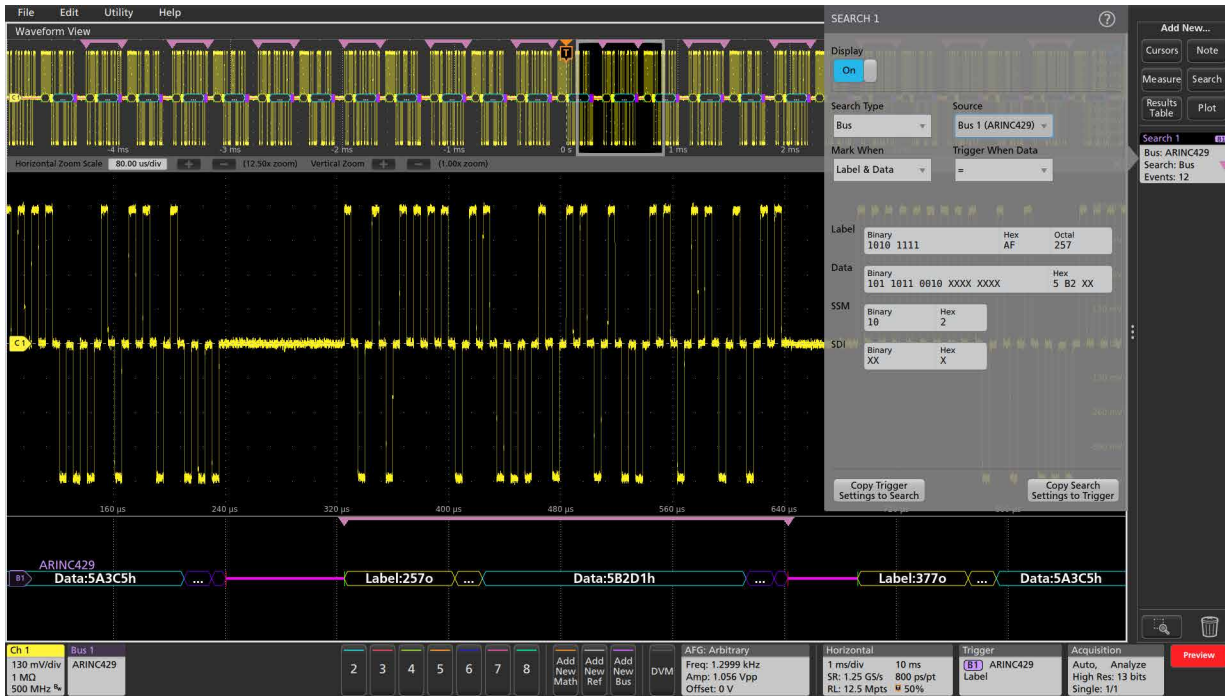 File Edit Utility Help
Waveform View
SEARCH 1
?
Add New...
Display
On
Cursors Note
Measure Search
Results Table Plot
Search Type Source
Bus Bus 1 (ARINC429)
Mark When Trigger When Data
Label & Data =
Search 1 B1
Bus: ARINC429
Search: Bus
Events: 12
T
-4 ms -3 ms -2 ms -1 ms 0 s 1 ms 2 ms
Horizontal Zoom Scale 80.00 us/div + - (12.50x zoom) Vertical Zoom + - (1.00x zoom)
Label
Binary Hex Octal
1010 1111 AF 257
Data
Binary Hex
101 1011 0010 XXXX XXXX 5 B2 XX
SSM
Binary Hex
10 2
SDI
Binary Hex
XX X
C1
Copy Trigger Settings to Search
Copy Search Settings to Trigger
160 µs 240 µs 320 µs 400 µs 480 µs 560 µs 640 µs
ARINC429
B1 Data:5A3C5h ... Label:257o ... Data:5B2D1h ... Label:377o ... Data:5A3C5h
Ch 1
130 mV/div
1 MΩ
500 MHz
Bus 1
ARINC429
2 3 4 5 6 7 8
Add New Math
Add New Ref
Add New Bus
DVM
AFG: Arbitrary
Freq: 1.2999 kHz
Amp: 1.056 Vpp
Offset: 0 V
Horizontal
1 ms/div 10 ms
SR: 1.25 GS/s 800 ps/pt
RL: 12.5 Mpts 50%
Trigger
B1 ARINC429
Label
Acquisition
Auto, Analyze
High Res: 13 bits
Single: 1/1
Preview